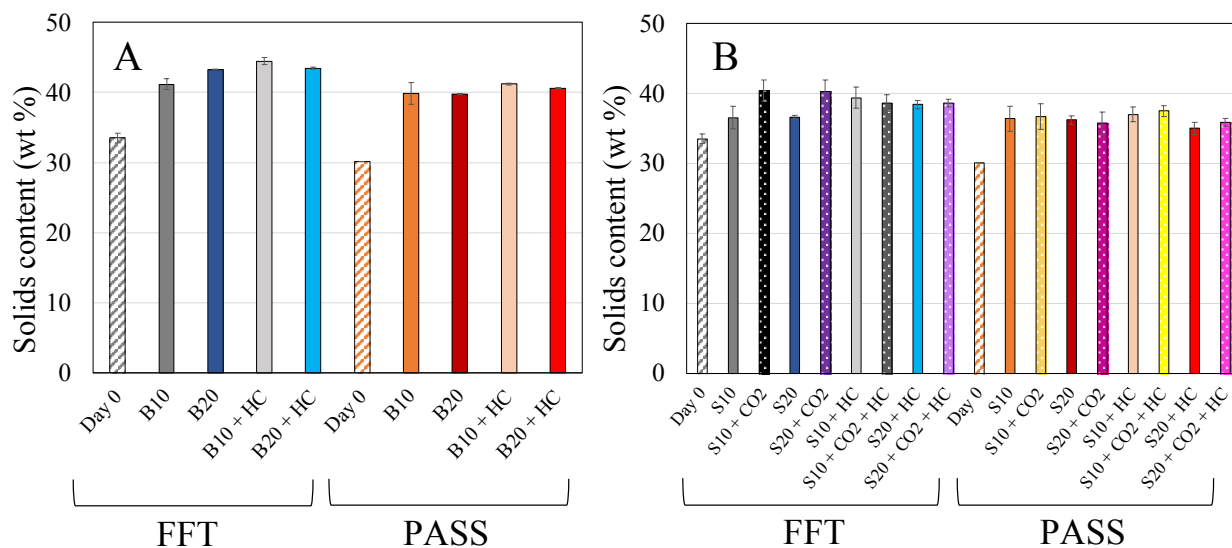 A
Solids content (wt %)
50
40
30
20
10
0
Day 0
B10
B20
B10 + HC
B20 + HC
Day 0
B10
B20
B10 + HC
B20 + HC
FFT
PASS
B
Solids content (wt %)
50
40
30
20
10
0
Day 0
S10
S10 + CO2
S20
S20 + CO2
S10 + HC
S10 + CO2 + HC
S20 + HC
S20 + CO2 + HC
Day 0
S10
S10 + CO2
S20
S20 + CO2
S10 + HC
S10 + CO2 + HC
S20 + HC
S20 + CO2 + HC
FFT
PASS